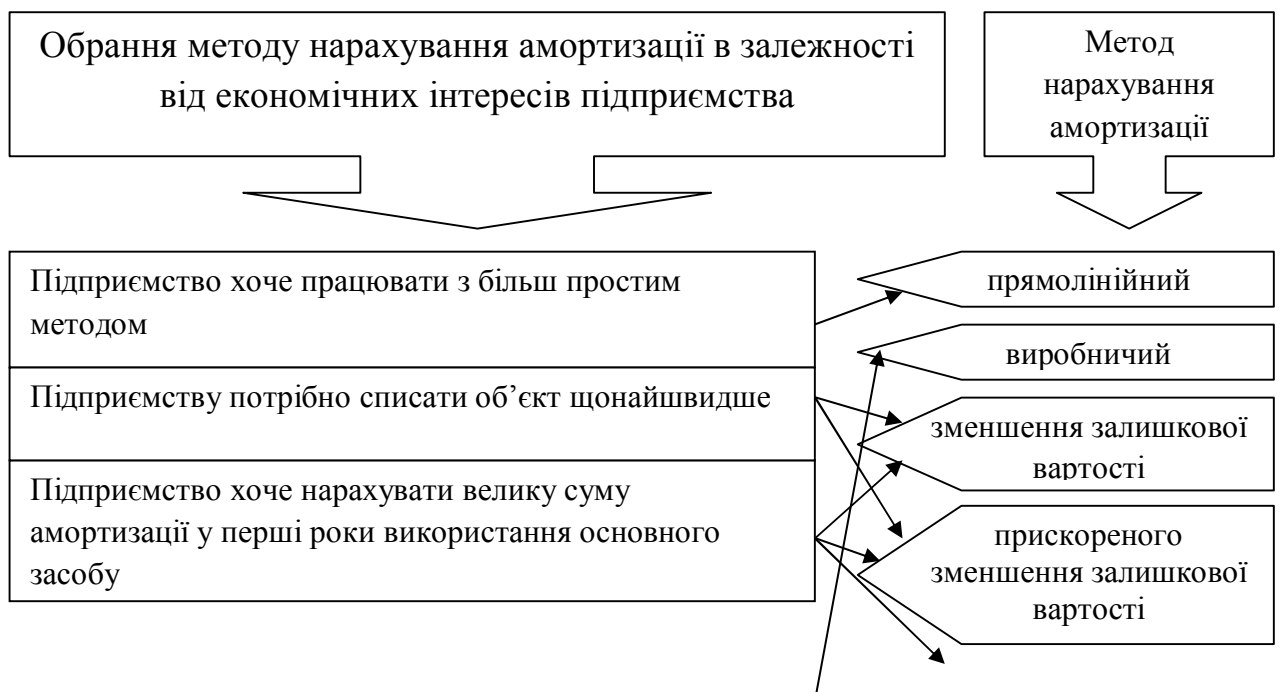 Обрання методу нарахування амортизації в залежності
від економічних інтересів підприємства
Метод
нарахування
амортизації
Підприємство хоче працювати з більш простим
методом
Підприємству потрібно списати об’єкт щонайшвидше
Підприємство хоче нарахувати велику суму
амортизації у перші роки використання основного
засобу
прямолінійний
виробничий
зменшення залишкової
вартості
прискореного
зменшення залишкової
вартості